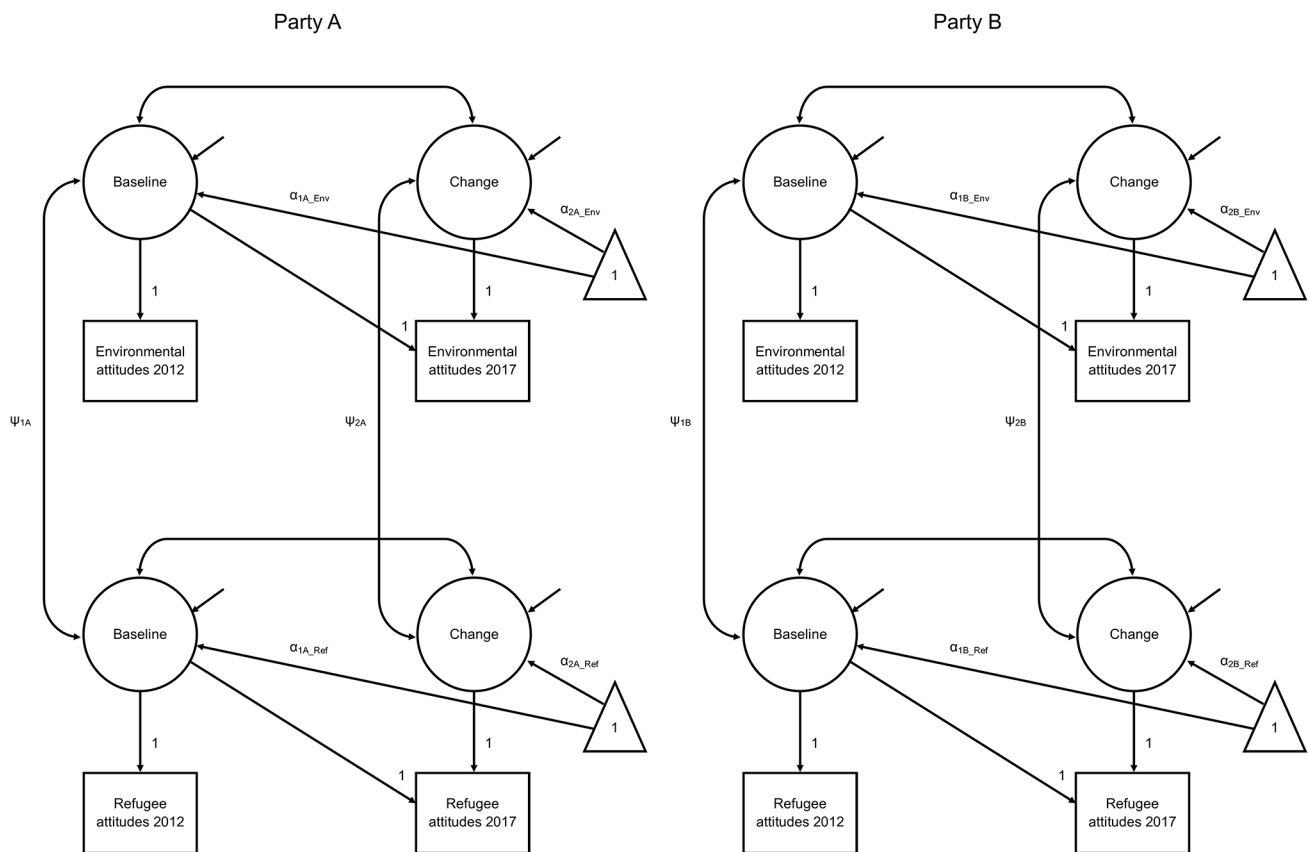 Party A
Party B
Baseline
Change
α1A_Env
α2A_Env
1
1
1
1
Environmental
attitudes 2012
Environmental
attitudes 2017
ψ1A
ψ2A
Baseline
Change
α1A_Ref
α2A_Ref
1
1
1
1
Refugee
attitudes 2012
Refugee
attitudes 2017
Baseline
Change
α1B_Env
α2B_Env
1
1
1
1
Environmental
attitudes 2012
Environmental
attitudes 2017
ψ1B
ψ2B
Baseline
Change
α1B_Ref
α2B_Ref
1
1
1
1
Refugee
attitudes 2012
Refugee
attitudes 2017